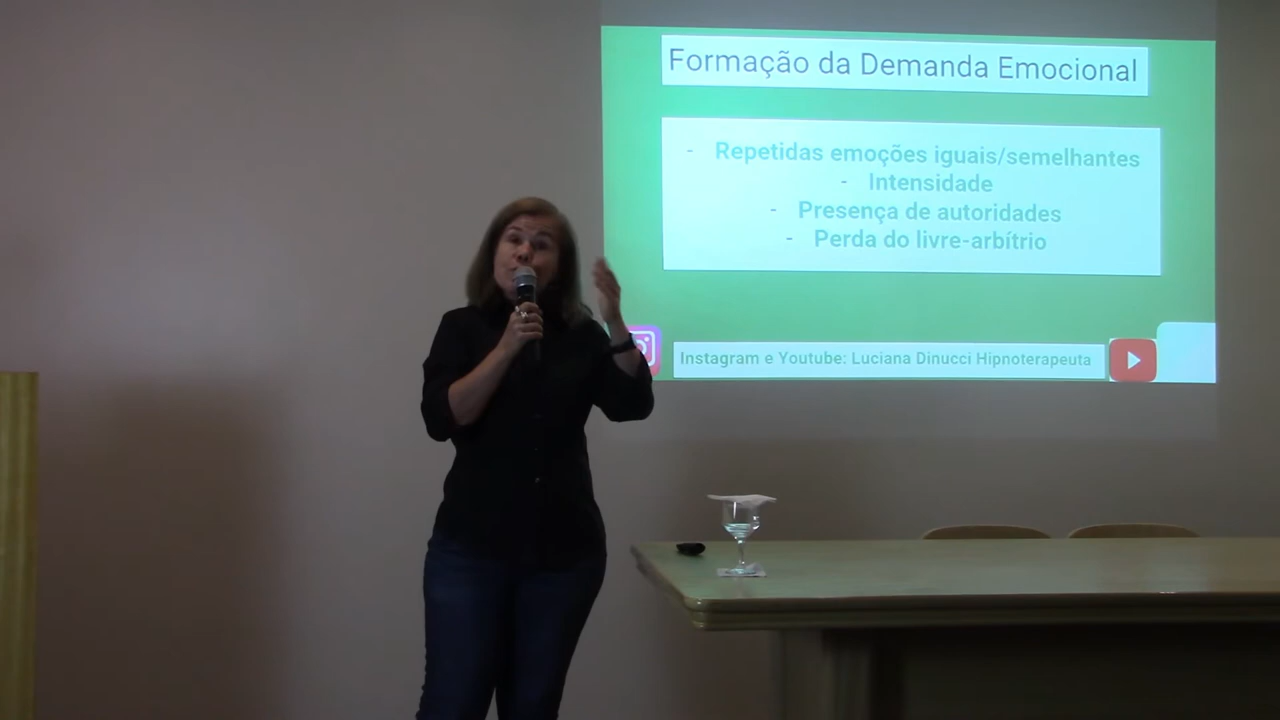 Formação da Demanda Emocional
- Repetidas emoções iguais/semelhantes
- Intensidade
- Presença de autoridades
- Perda do livre-arbítrio
Instagram e Youtube: Luciana Dinucci Hipnoterapeuta